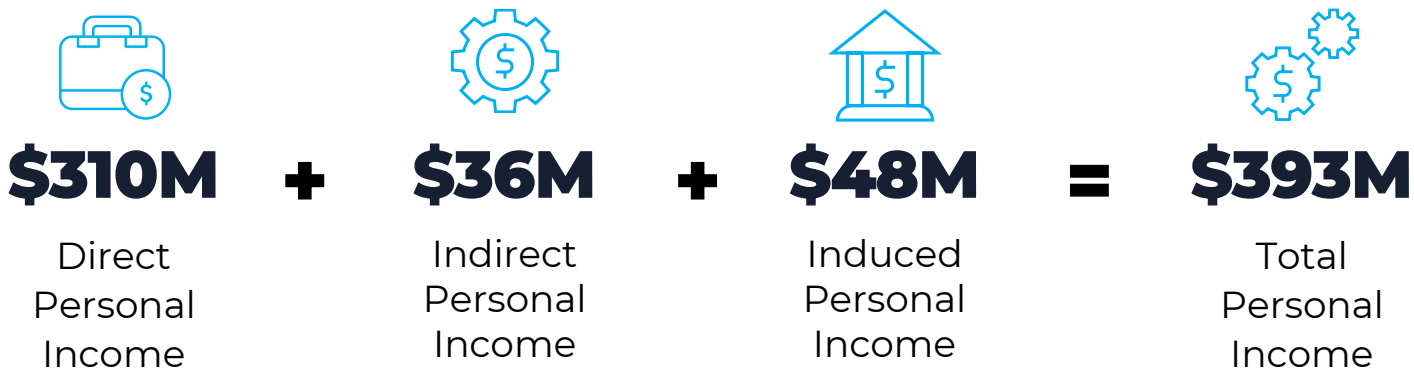 $ $ $ $
$310M + $36M + $48M = $393M
Direct
Personal
Income
Indirect
Personal
Income
Induced
Personal
Income
Total
Personal
Income